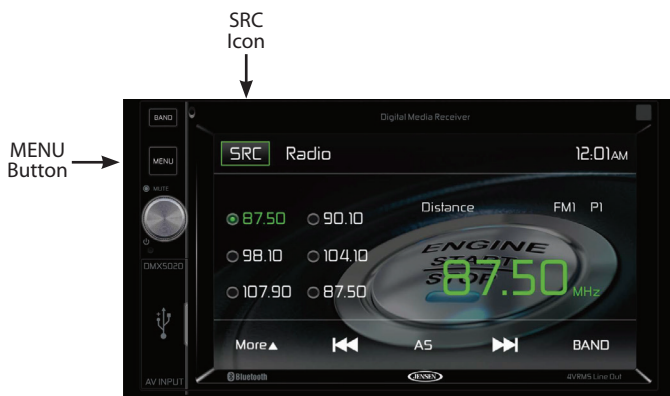 SRC
Icon
MENU
Button
BAND
Digital Media Receiver
MENU
SRC Radio 12:01AM
MUTE
Distance FM1 P1
87.50 90.10
ENGINE
START
STOP
98.10 104.10
87.50 MHz
107.90 87.50
DMX5020
More▲ AS BAND
AV INPUT
Bluetooth JENSEN 4VRMS Line Out